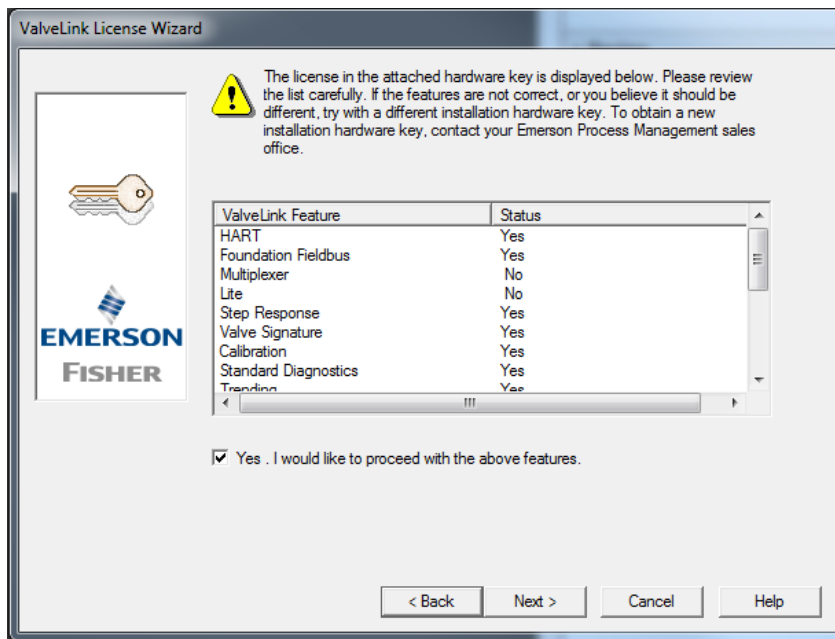 ValveLink License Wizard
The license in the attached hardware key is displayed below. Please review
the list carefully. If the features are not correct, or you believe it should be
different, try with a different installation hardware key. To obtain a new
installation hardware key, contact your Emerson Process Management sales
office.
EMERSON
FISHER
ValveLink Feature Status
HART Yes
Foundation Fieldbus Yes
Multiplexer No
Lite No
Step Response Yes
Valve Signature Yes
Calibration Yes
Standard Diagnostics Yes
Trending Yes
Yes . I would like to proceed with the above features.
< Back Next > Cancel Help